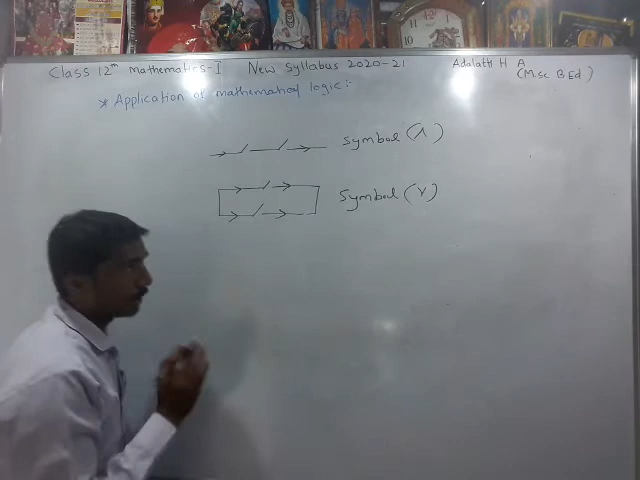 Class 12th mathematics-I New Syllabus 2020-21 Adalatti H A
(M.sc B Ed)
* Application of mathematical logic:-
Symbol (∧)
Symbol (∨)